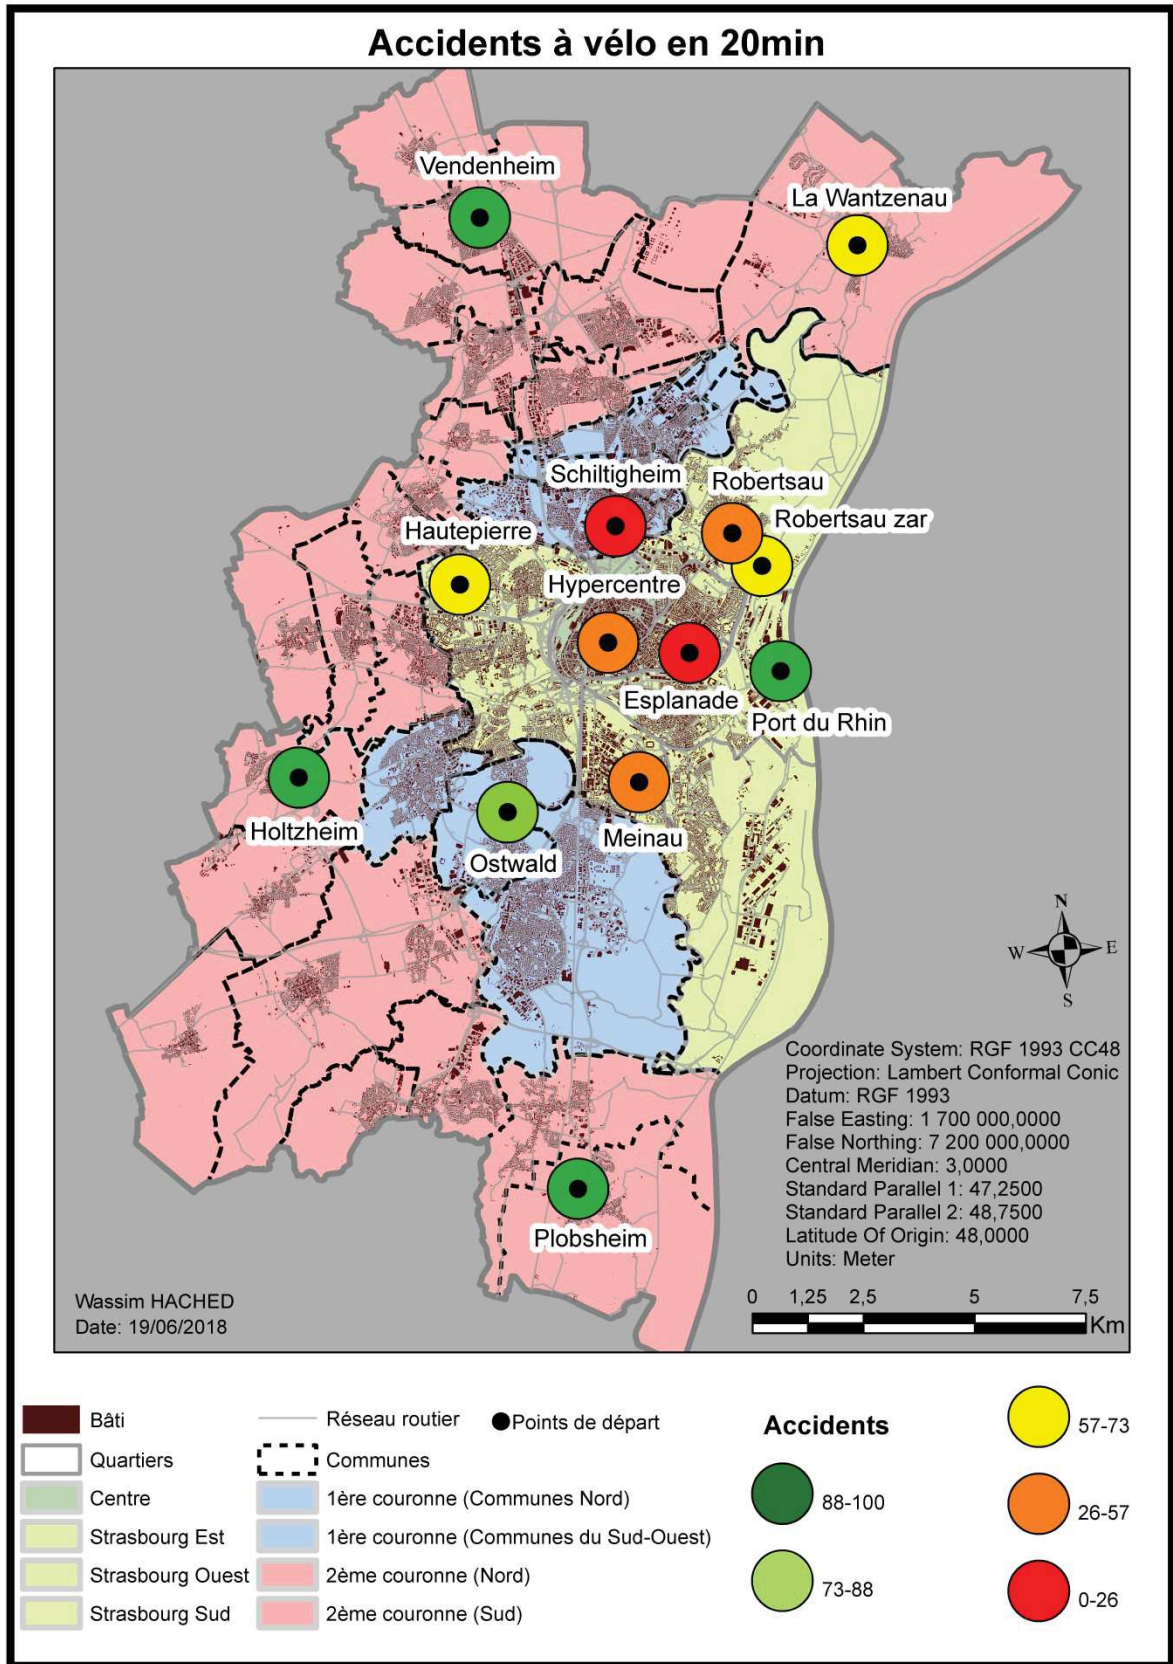 Accidents à vélo en 20min
Vendenheim
La Wantzenau
Schiltigheim
Robertsau
Robertsau zar
Hautepierre
Hypercentre
Esplanade
Port du Rhin
Holtzheim
Ostwald
Meinau
N
W
E
S
Coordinate System: RGF 1993 CC48
Projection: Lambert Conformal Conic
Datum: RGF 1993
False Easting: 1 700 000,0000
False Northing: 7 200 000,0000
Central Meridian: 3,0000
Standard Parallel 1: 47,2500
Standard Parallel 2: 48,7500
Latitude Of Origin: 48,0000
Units: Meter
Plobsheim
Wassim HACHED
Date: 19/06/2018
0 1,25 2,5 5 7,5
Km
Bâti
Quartiers
Centre
Strasbourg Est
Strasbourg Ouest
Strasbourg Sud
Réseau routier
Points de départ
Communes
1ère couronne (Communes Nord)
1ère couronne (Communes du Sud-Ouest)
2ème couronne (Nord)
2ème couronne (Sud)
Accidents
88-100
73-88
57-73
26-57
0-26